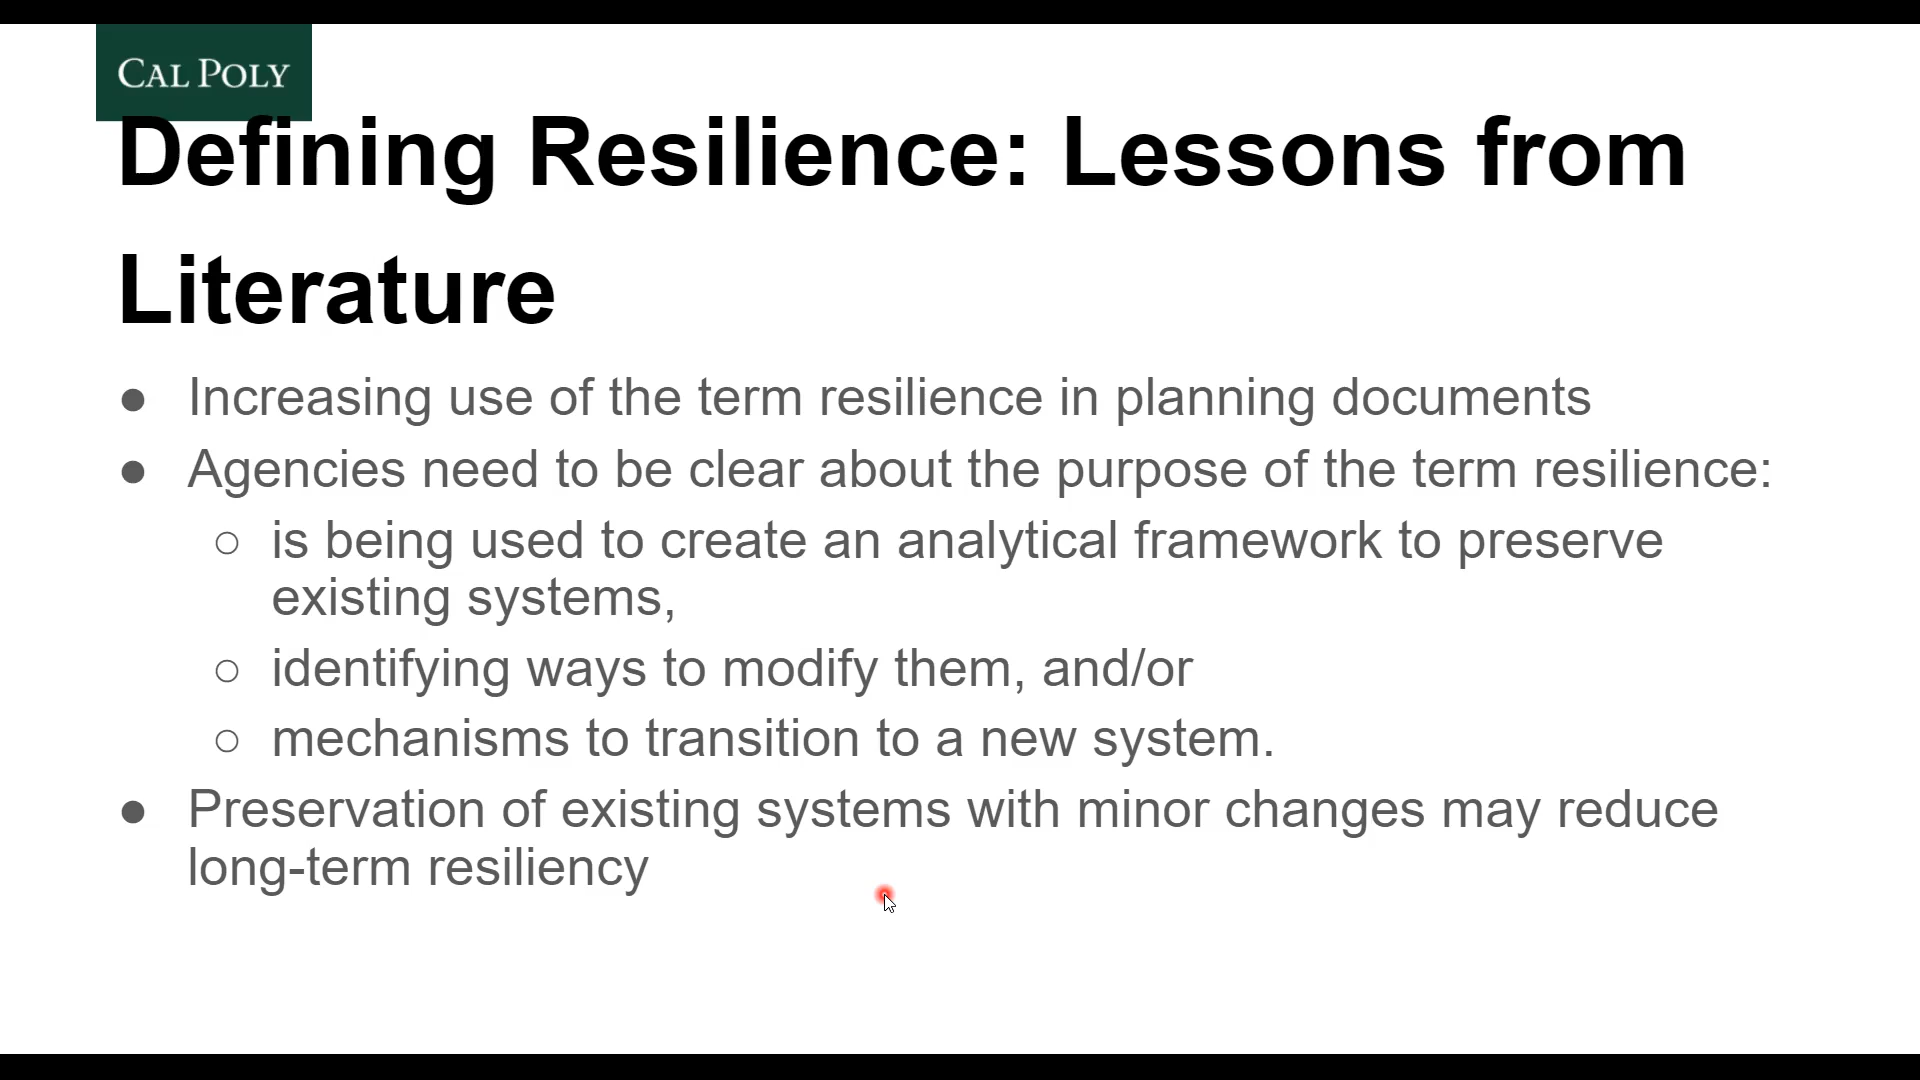 CAL POLY
Defining Resilience: Lessons from
Literature
● Increasing use of the term resilience in planning documents
● Agencies need to be clear about the purpose of the term resilience:
○ is being used to create an analytical framework to preserve
existing systems,
○ identifying ways to modify them, and/or
○ mechanisms to transition to a new system.
● Preservation of existing systems with minor changes may reduce
long-term resiliency